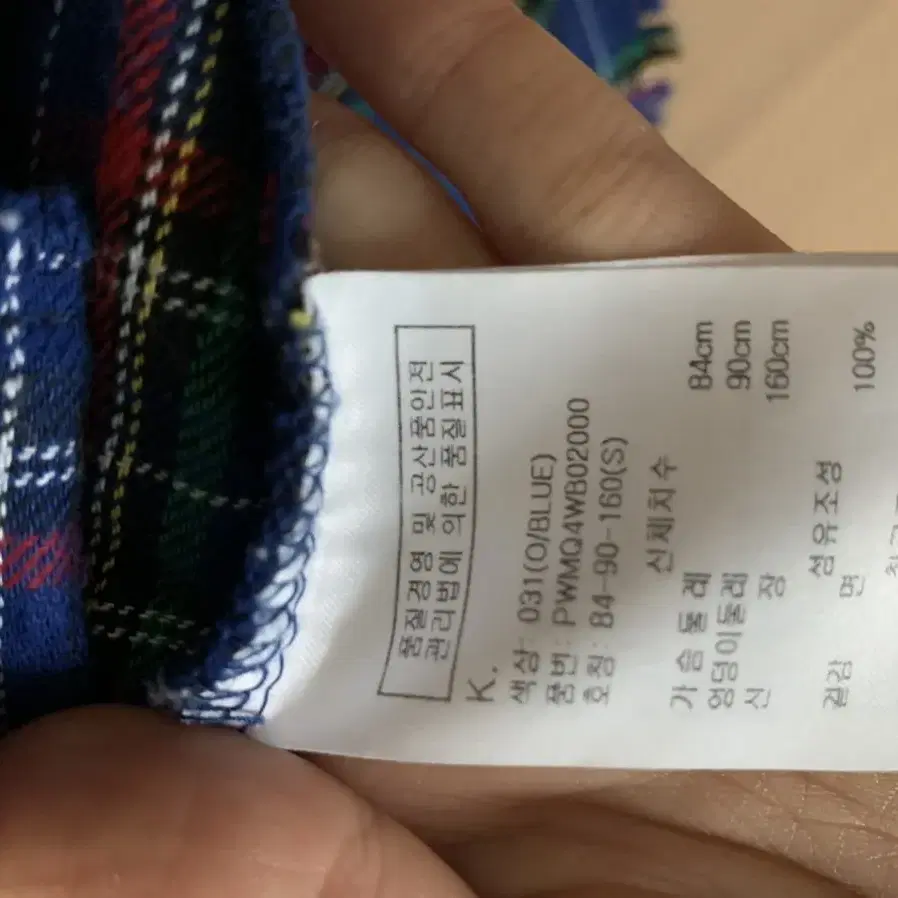 품질경영 및 공산품안전
관리법에 의한 품질표시
K.
색상: 031(O/BLUE)
품번: PWMQ4WB02000
호칭: 84-90-160(S)
신체치수
가슴둘레 84cm
엉덩이둘레 90cm
신장 160cm
섬유조성
겉감 면 100%